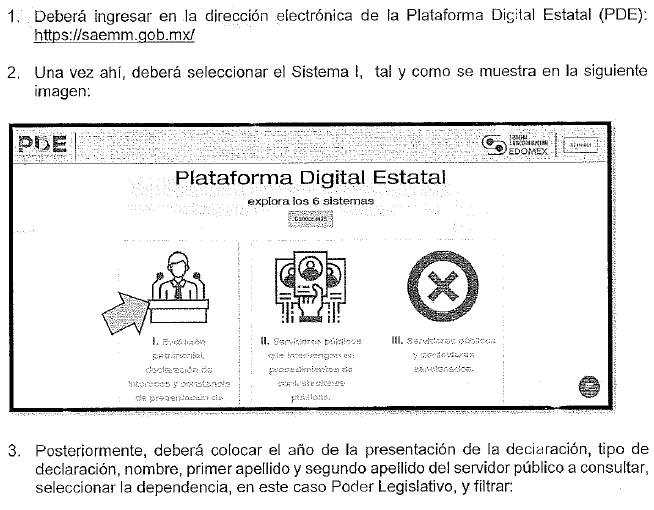 1. Deberá ingresar en la dirección electrónica de la Plataforma Digital Estatal (PDE):
https://saemm.gob.mx/
2. Una vez ahí, deberá seleccionar el Sistema I, tal y como se muestra en la siguiente
imagen:
PDE
EDOMEX
Plataforma Digital Estatal
explora los 6 sistemas
I. Evolución
patrimonial,
declaración de
intereses y constancia
de presentación de
II. Servidores públicos
que intervengan en
procedimientos de
contrataciones
públicas.
III. Servidores públicos
y particulares
sancionados.
3. Posteriormente, deberá colocar el año de la presentación de la declaración, tipo de
declaración, nombre, primer apellido y segundo apellido del servidor público a consultar,
seleccionar la dependencia, en este caso Poder Legislativo, y filtrar: